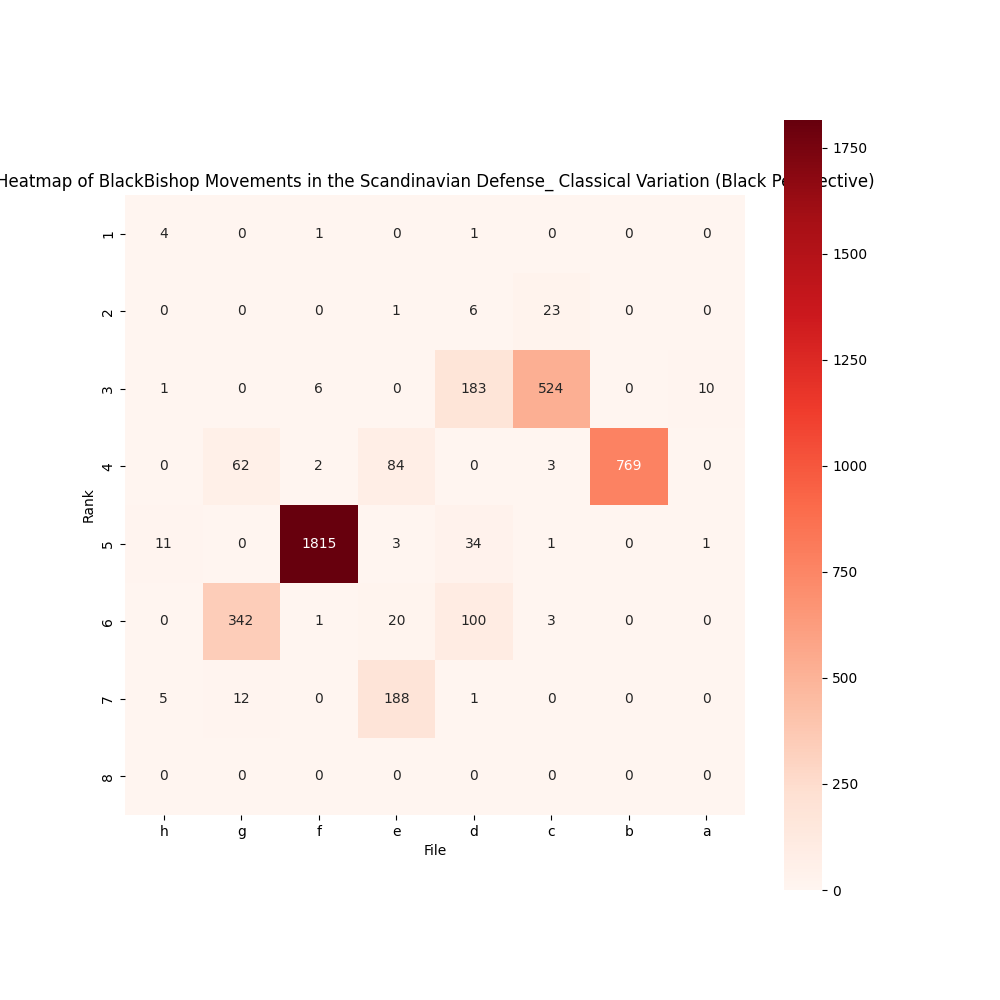 Heatmap of BlackBishop Movements in the Scandinavian Defense_ Classical Variation (Black P ective)
1750
1500
1250
1000
750
500
250
0
Rank
1 4 0 1 0 1 0 0 0
2 0 0 0 1 6 23 0 0
3 1 0 6 0 183 524 0 10
4 0 62 2 84 0 3 769 0
5 11 0 1815 3 34 1 0 1
6 0 342 1 20 100 3 0 0
7 5 12 0 188 1 0 0 0
8 0 0 0 0 0 0 0 0
h g f e d c b a
File